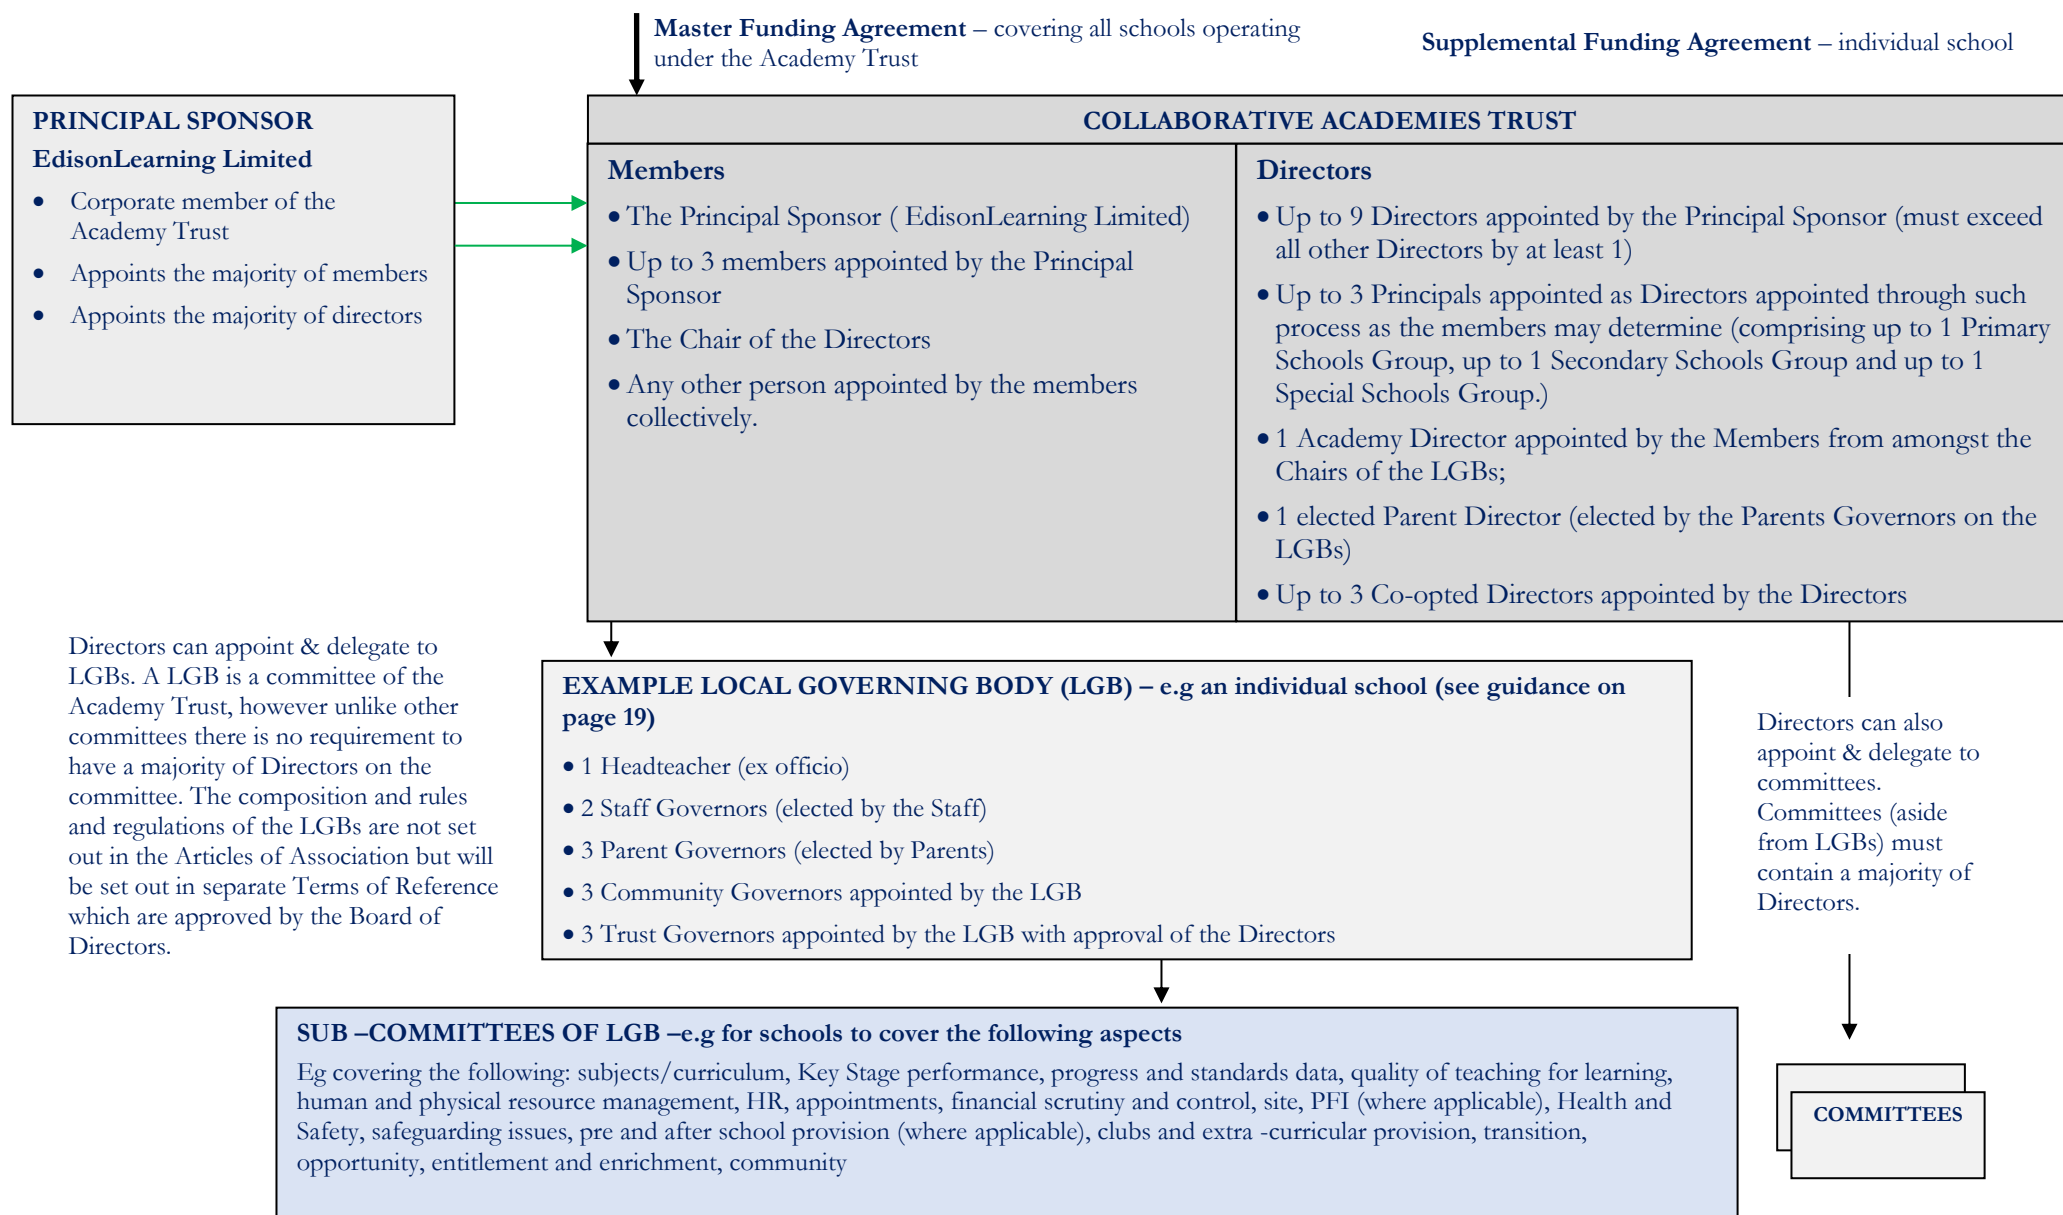 Master Funding Agreement – covering all schools operating
under the Academy Trust
Supplemental Funding Agreement – individual school
PRINCIPAL SPONSOR
EdisonLearning Limited
• Corporate member of the
Academy Trust
• Appoints the majority of members
• Appoints the majority of directors
COLLABORATIVE ACADEMIES TRUST
Members
• The Principal Sponsor ( EdisonLearning Limited)
• Up to 3 members appointed by the Principal
Sponsor
• The Chair of the Directors
• Any other person appointed by the members
collectively.
Directors
• Up to 9 Directors appointed by the Principal Sponsor (must exceed
all other Directors by at least 1)
• Up to 3 Principals appointed as Directors appointed through such
process as the members may determine (comprising up to 1 Primary
Schools Group, up to 1 Secondary Schools Group and up to 1
Special Schools Group.)
• 1 Academy Director appointed by the Members from amongst the
Chairs of the LGBs;
• 1 elected Parent Director (elected by the Parents Governors on the
LGBs)
• Up to 3 Co-opted Directors appointed by the Directors
Directors can appoint & delegate to
LGBs. A LGB is a committee of the
Academy Trust, however unlike other
committees there is no requirement to
have a majority of Directors on the
committee. The composition and rules
and regulations of the LGBs are not set
out in the Articles of Association but will
be set out in separate Terms of Reference
which are approved by the Board of
Directors.
EXAMPLE LOCAL GOVERNING BODY (LGB) – e.g an individual school (see guidance on
page 19)
• 1 Headteacher (ex officio)
• 2 Staff Governors (elected by the Staff)
• 3 Parent Governors (elected by Parents)
• 3 Community Governors appointed by the LGB
• 3 Trust Governors appointed by the LGB with approval of the Directors
Directors can also
appoint & delegate to
committees.
Committees (aside
from LGBs) must
contain a majority of
Directors.
SUB –COMMITTEES OF LGB –e.g for schools to cover the following aspects
Eg covering the following: subjects/curriculum, Key Stage performance, progress and standards data, quality of teaching for learning,
human and physical resource management, HR, appointments, financial scrutiny and control, site, PFI (where applicable), Health and
Safety, safeguarding issues, pre and after school provision (where applicable), clubs and extra -curricular provision, transition,
opportunity, entitlement and enrichment, community
COMMITTEES